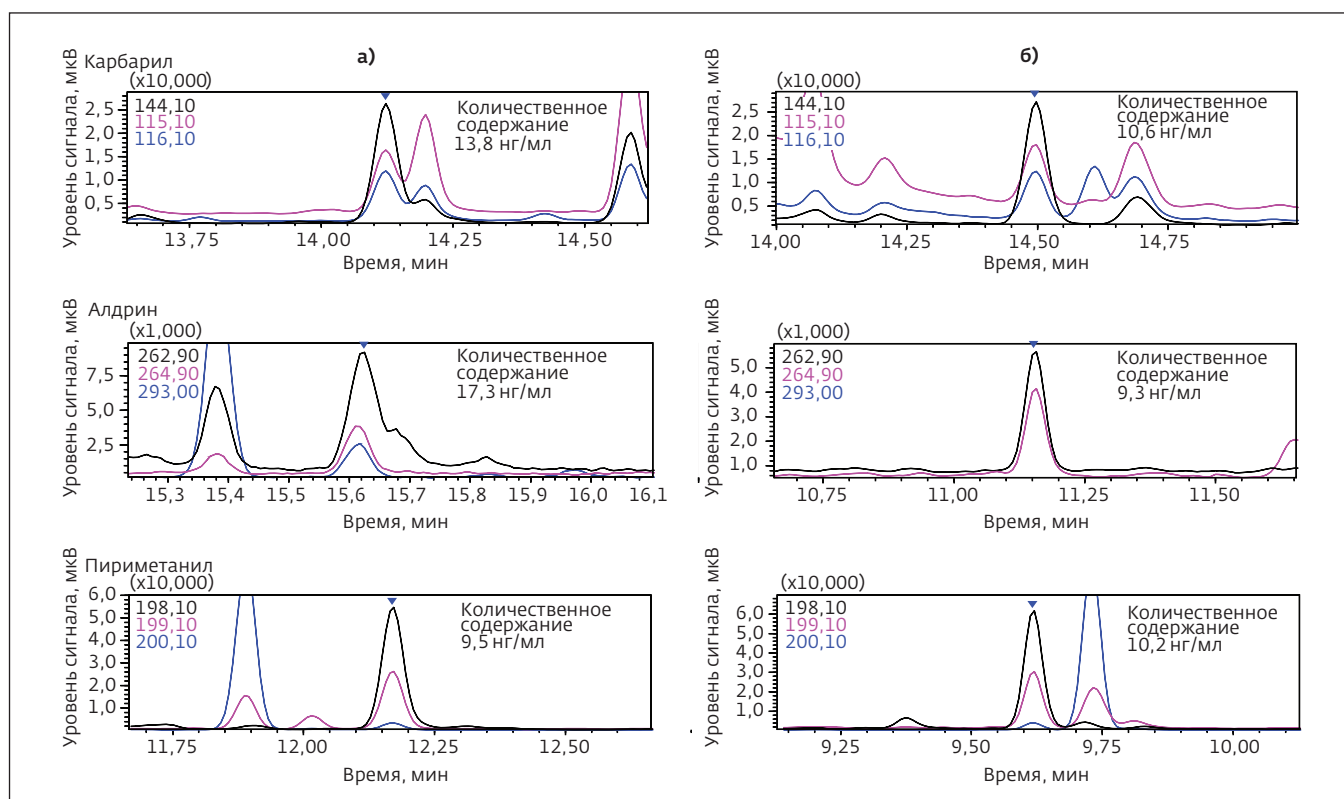 а)
б)
Карбарил
(x10,000)
144,10
115,10
116,10
Количественное
содержание
13,8 нг/мл
Уровень сигнала, мкВ
2,5
2,0
1,5
1,0
0,5
13,75 14,00 14,25 14,50
Время, мин
(x10,000)
144,10
115,10
116,10
Количественное
содержание
10,6 нг/мл
Уровень сигнала, мкВ
2,5
2,0
1,5
1,0
0,5
14,00 14,25 14,50 14,75
Время, мин
Алдрин
(x1,000)
262,90
264,90
293,00
Количественное
содержание
17,3 нг/мл
Уровень сигнала, мкВ
7,5
5,0
2,5
15,3 15,4 15,5 15,6 15,7 15,8 15,9 16,0 16,1
Время, мин
(x1,000)
262,90
264,90
293,00
Количественное
содержание
9,3 нг/мл
Уровень сигнала, мкВ
5,0
4,0
3,0
2,0
1,0
10,75 11,00 11,25 11,50
Время, мин
Пириметанил
(x10,000)
198,10
199,10
200,10
Количественное
содержание
9,5 нг/мл
Уровень сигнала, мкВ
6,0
5,0
4,0
3,0
2,0
1,0
11,75 12,00 12,25 12,50
Время, мин
(x10,000)
198,10
199,10
200,10
Количественное
содержание
10,2 нг/мл
Уровень сигнала, мкВ
6,0
5,0
4,0
3,0
2,0
1,0
9,25 9,50 9,75 10,00
Время, мин